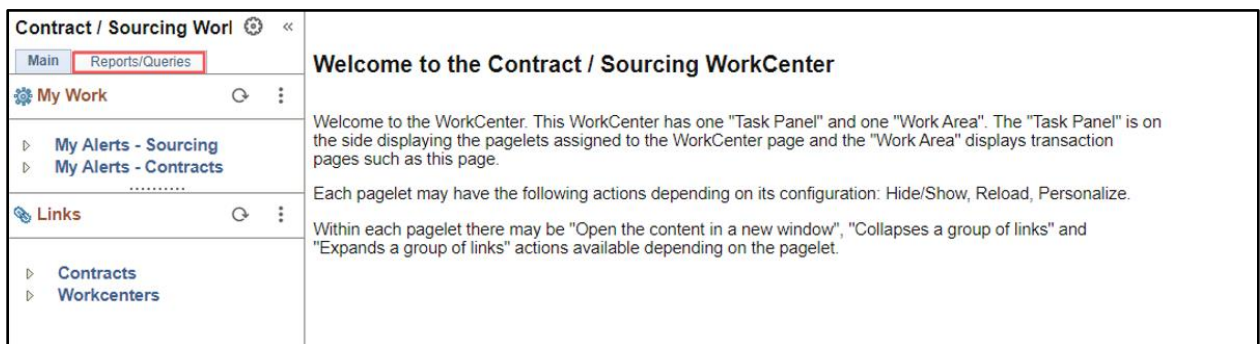 Contract / Sourcing Worl
Main
Reports/Queries
My Work
My Alerts - Sourcing
My Alerts - Contracts
Links
Contracts
Workcenters
Welcome to the Contract / Sourcing WorkCenter
Welcome to the WorkCenter. This WorkCenter has one "Task Panel" and one "Work Area". The "Task Panel" is on
the side displaying the pagelets assigned to the WorkCenter page and the "Work Area" displays transaction
pages such as this page.
Each pagelet may have the following actions depending on its configuration: Hide/Show, Reload, Personalize.
Within each pagelet there may be "Open the content in a new window", "Collapses a group of links" and
"Expands a group of links" actions available depending on the pagelet.